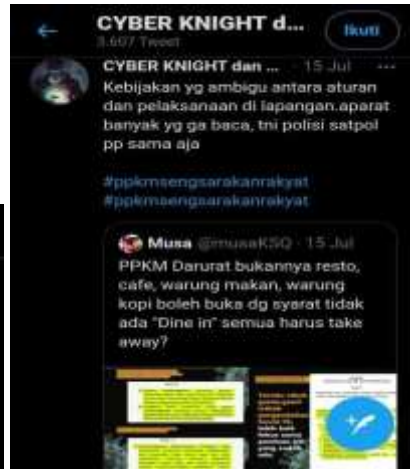 CYBER KNIGHT d...
3.607 Tweet
Ikuti
CYBER KNIGHT dan ... · 15 Jul
Kebijakan yg ambigu antara aturan
dan pelaksanaan di lapangan.aparat
banyak yg ga baca, tni polisi satpol
pp sama aja
#ppkmsengsarakanrakyat
#ppkmsengsarakanrakyat
Musa @musaKSQ · 15 Jul
PPKM Darurat bukannya resto,
cafe, warung makan, warung
kopi boleh buka dg syarat tidak
ada "Dine in" semua harus take
away?